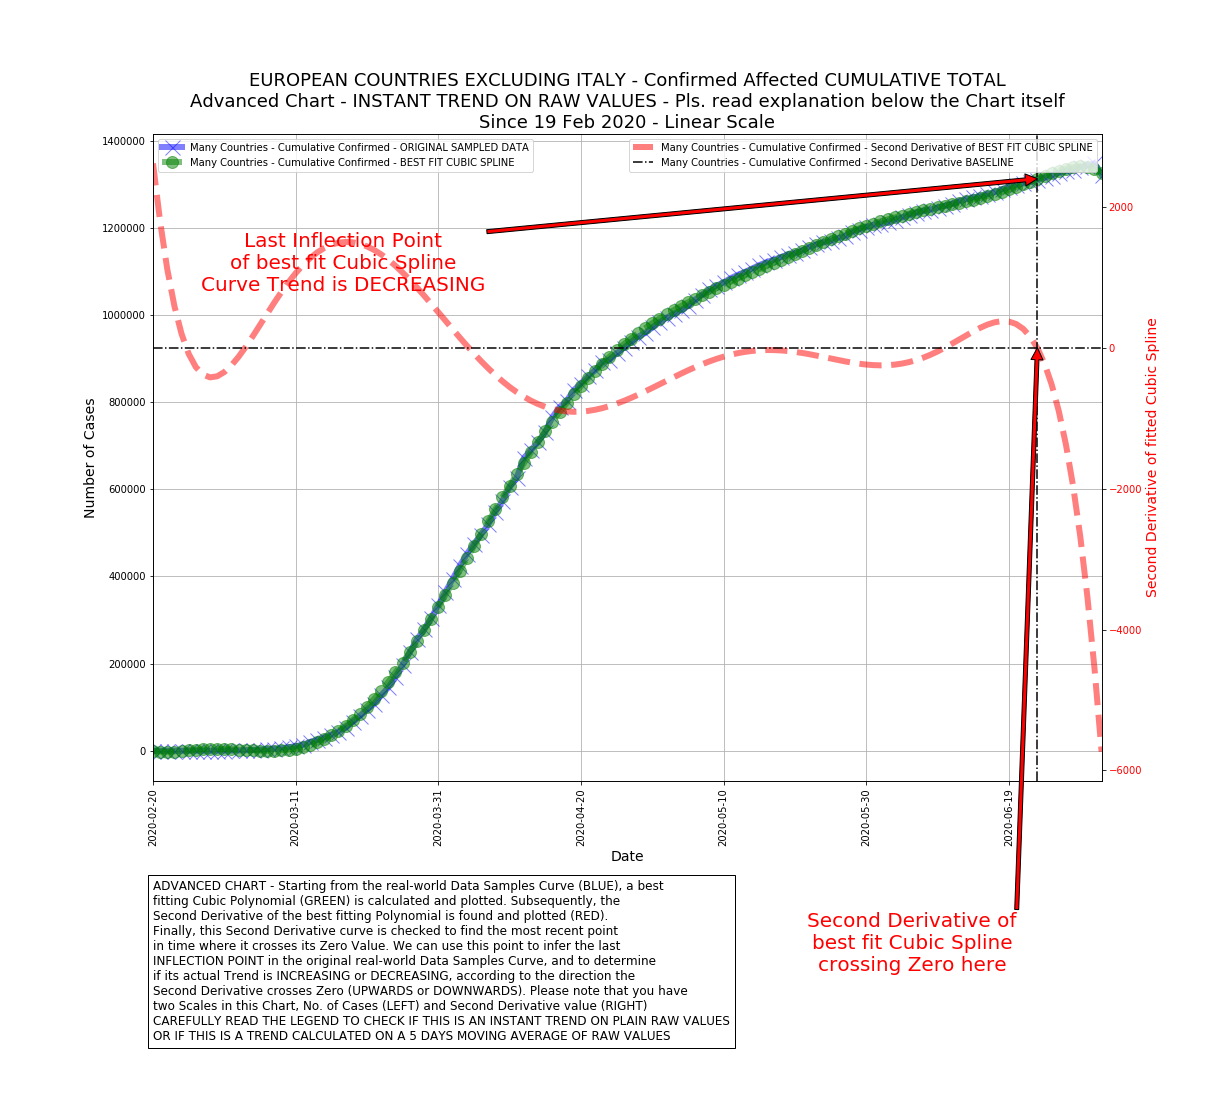 EUROPEAN COUNTRIES EXCLUDING ITALY - Confirmed Affected CUMULATIVE TOTAL
Advanced Chart - INSTANT TREND ON RAW VALUES - Pls. read explanation below the Chart itself
Since 19 Feb 2020 - Linear Scale
Many Countries - Cumulative Confirmed - ORIGINAL SAMPLED DATA
Many Countries - Cumulative Confirmed - BEST FIT CUBIC SPLINE
Many Countries - Cumulative Confirmed - Second Derivative of BEST FIT CUBIC SPLINE
Many Countries - Cumulative Confirmed - Second Derivative BASELINE
Last Inflection Point
of best fit Cubic Spline
Curve Trend is DECREASING
Number of Cases
1400000
1200000
1000000
800000
600000
400000
200000
0
2000
0
−2000
−4000
−6000
Second Derivative of fitted Cubic Spline
2020-02-20
2020-03-11
2020-03-31
2020-04-20
2020-05-10
2020-05-30
2020-06-19
Date
Second Derivative of
best fit Cubic Spline
crossing Zero here
ADVANCED CHART - Starting from the real-world Data Samples Curve (BLUE), a best
fitting Cubic Polynomial (GREEN) is calculated and plotted. Subsequently, the
Second Derivative of the best fitting Polynomial is found and plotted (RED).
Finally, this Second Derivative curve is checked to find the most recent point
in time where it crosses its Zero Value. We can use this point to infer the last
INFLECTION POINT in the original real-world Data Samples Curve, and to determine
if its actual Trend is INCREASING or DECREASING, according to the direction the
Second Derivative crosses Zero (UPWARDS or DOWNWARDS). Please note that you have
two Scales in this Chart, No. of Cases (LEFT) and Second Derivative value (RIGHT)
CAREFULLY READ THE LEGEND TO CHECK IF THIS IS AN INSTANT TREND ON PLAIN RAW VALUES
OR IF THIS IS A TREND CALCULATED ON A 5 DAYS MOVING AVERAGE OF RAW VALUES